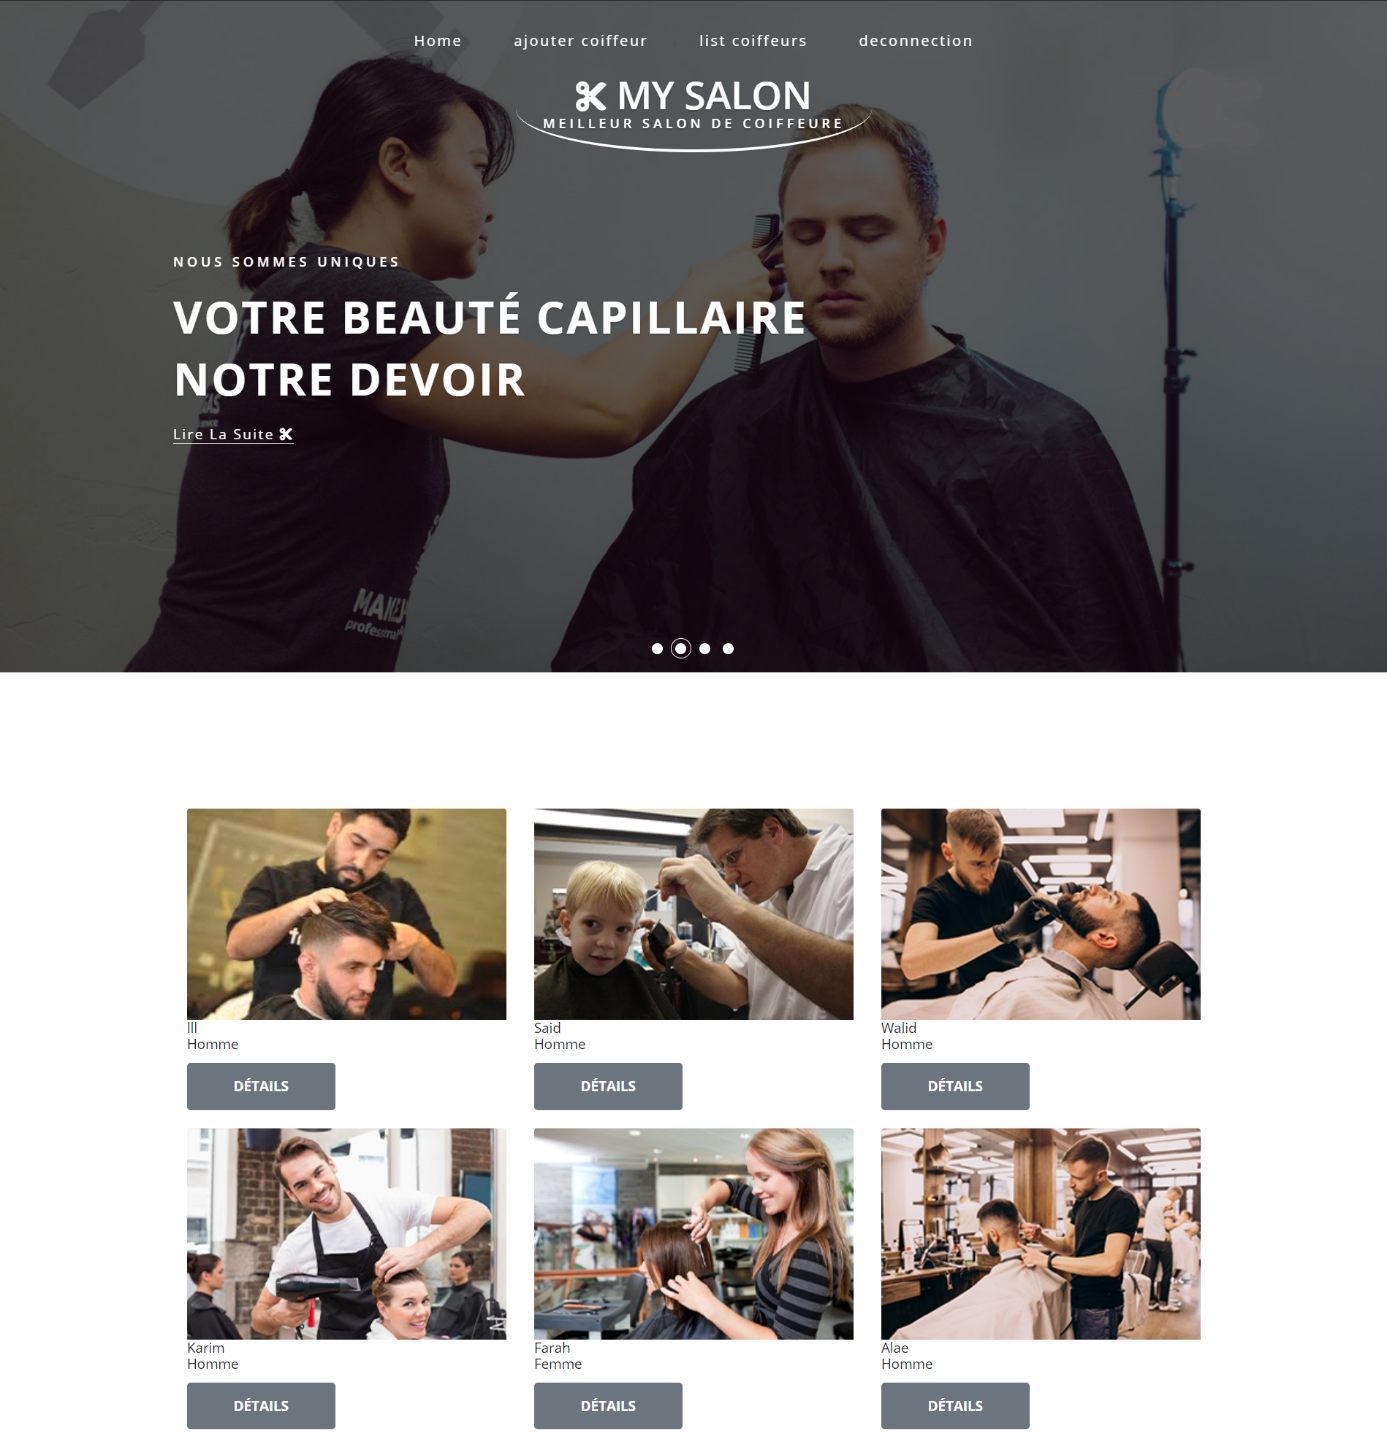 Home ajouter coiffeur list coiffeurs deconnection
MY SALON
MEILLEUR SALON DE COIFFEURE
NOUS SOMMES UNIQUES
VOTRE BEAUTÉ CAPILLAIRE
NOTRE DEVOIR
Lire La Suite
Said
Walid
Homme
Homme
Homme
DÉTAILS
DÉTAILS
DÉTAILS
Karim
Farah
Alae
Homme
Femme
Homme
DÉTAILS
DÉTAILS
DÉTAILS